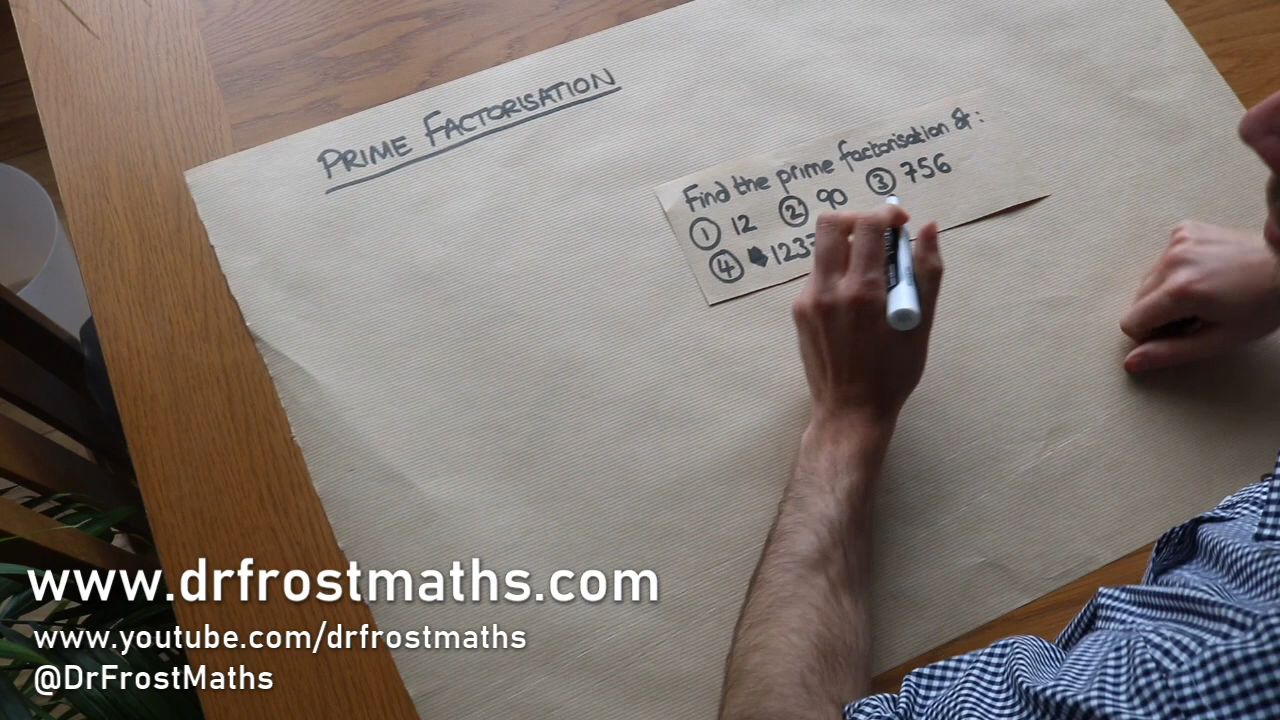 PRIME FACTORISATION
Find the prime factorisation of:
① 12 ② 90 ③ 756
④ 123
www.drfrostmaths.com
www.youtube.com/drfrostmaths
@DrFrostMaths